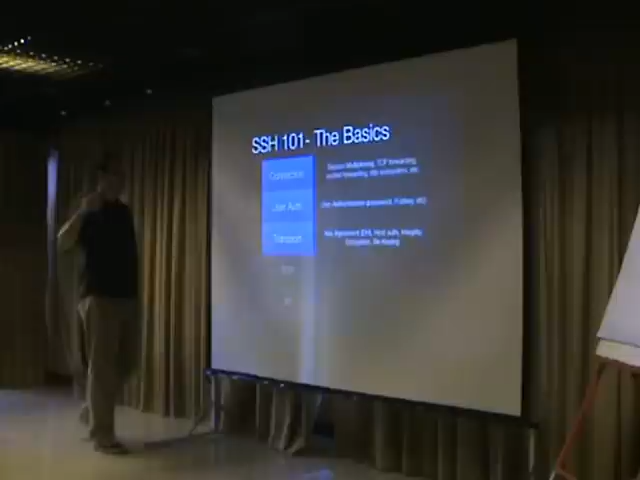 SSH 101- The Basics
Connection
Session Multiplexing, TCP forwarding,
socket forwarding, sftp subsystem, etc
User Auth
User Authentication (password, PubKey, etc)
Transport
Key Agreement (DH), Host auth, Integrity,
Encryption, Re-Keying